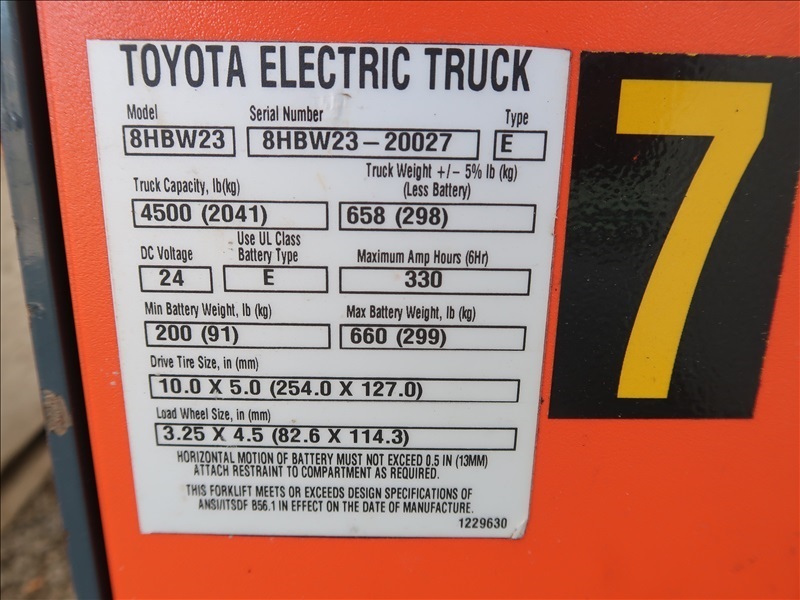 TOYOTA ELECTRIC TRUCK
Model Serial Number Type
8HBW23 8HBW23-20027 E
Truck Capacity, lb(kg) Truck Weight +/- 5% lb (kg)
(Less Battery)
4500 (2041) 658 (298)
DC Voltage Use UL Class
Battery Type Maximum Amp Hours (6Hr)
24 E 330
Min Battery Weight, lb (kg) Max Battery Weight, lb (kg)
200 (91) 660 (299)
Drive Tire Size, in (mm)
10.0 X 5.0 (254.0 X 127.0)
Load Wheel Size, in (mm)
3.25 X 4.5 (82.6 X 114.3)
HORIZONTAL MOTION OF BATTERY MUST NOT EXCEED 0.5 IN (13MM)
ATTACH RESTRAINT TO COMPARTMENT AS REQUIRED.
THIS FORKLIFT MEETS OR EXCEEDS DESIGN SPECIFICATIONS OF
ANSI/ITSDF B56.1 IN EFFECT ON THE DATE OF MANUFACTURE.
1229630
7